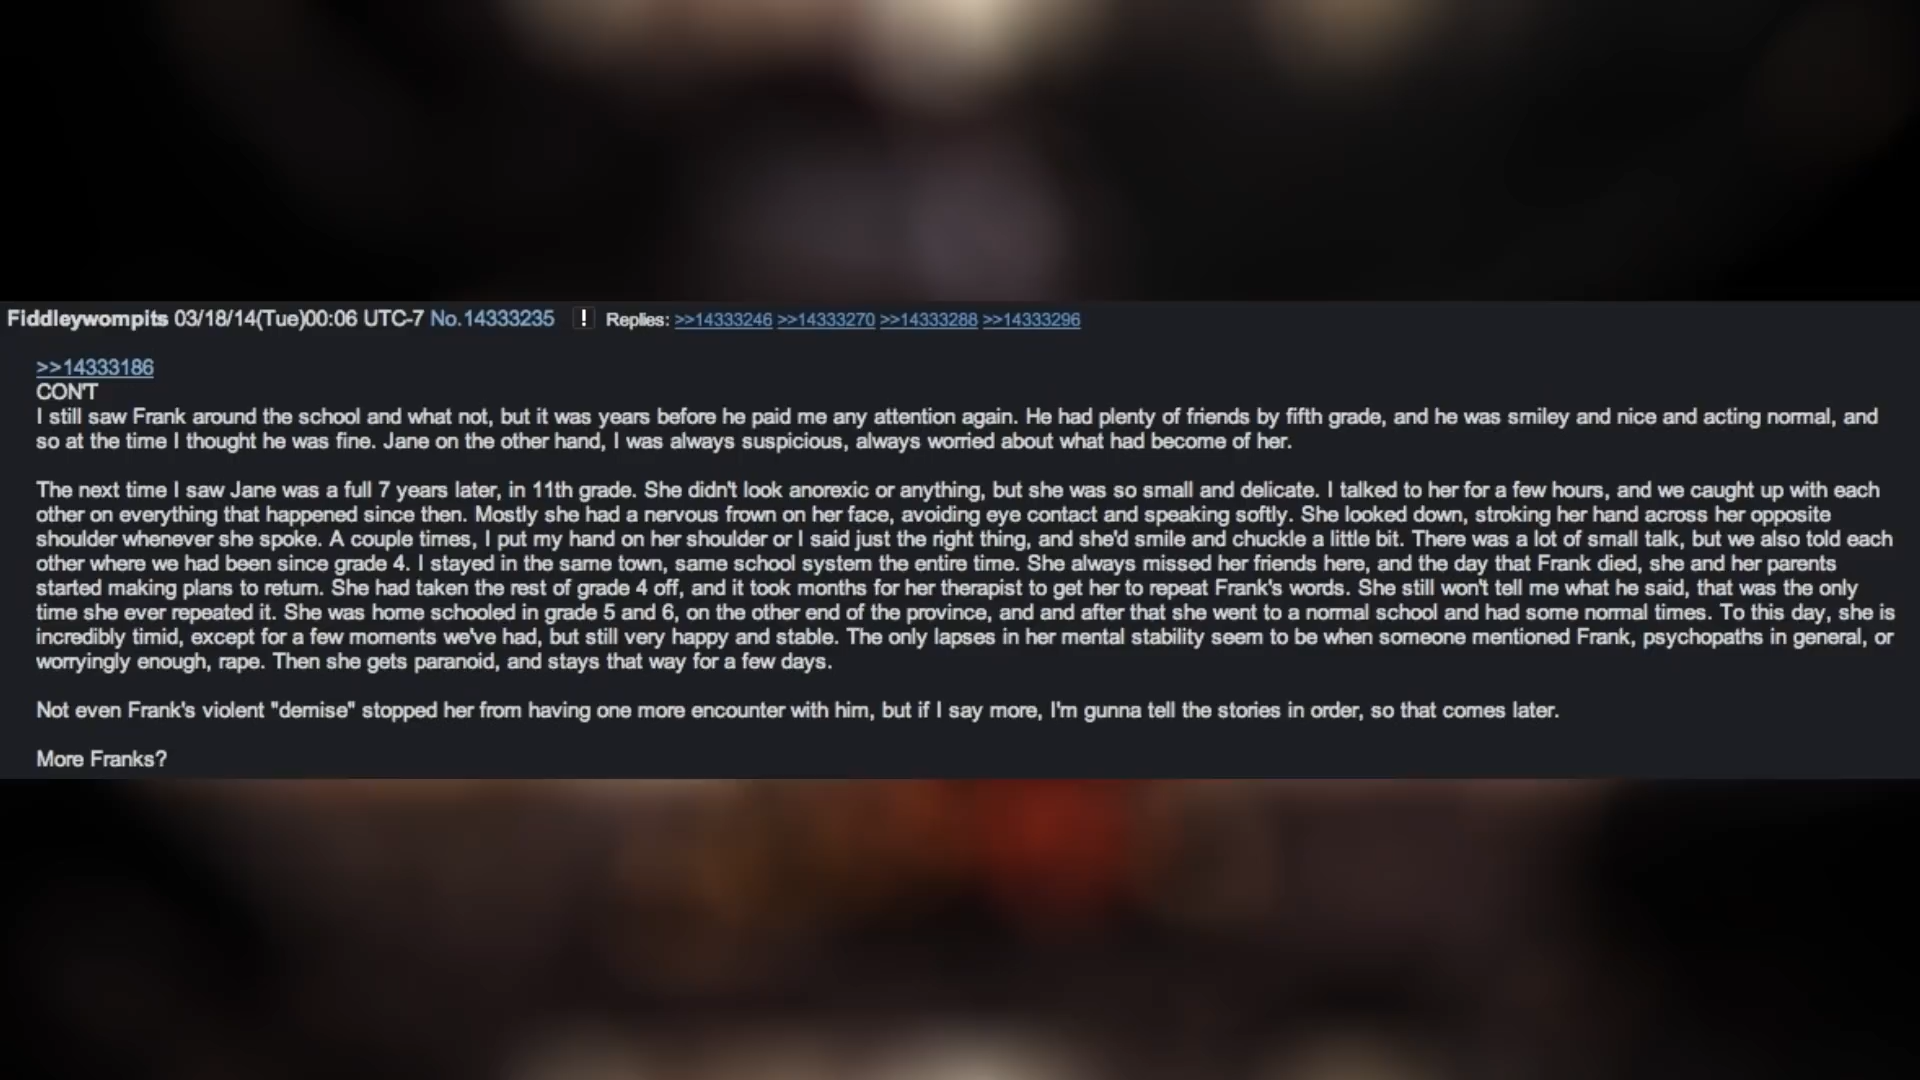 Fiddleywompits 03/18/14(Tue)00:06 UTC-7 No.14333235 ! Replies: >>14333246 >>14333270 >>14333288 >>14333296
>>14333186
CON'T
I still saw Frank around the school and what not, but it was years before he paid me any attention again. He had plenty of friends by fifth grade, and he was smiley and nice and acting normal, and
so at the time I thought he was fine. Jane on the other hand, I was always suspicious, always worried about what had become of her.
The next time I saw Jane was a full 7 years later, in 11th grade. She didn't look anorexic or anything, but she was so small and delicate. I talked to her for a few hours, and we caught up with each
other on everything that happened since then. Mostly she had a nervous frown on her face, avoiding eye contact and speaking softly. She looked down, stroking her hand across her opposite
shoulder whenever she spoke. A couple times, I put my hand on her shoulder or I said just the right thing, and she'd smile and chuckle a little bit. There was a lot of small talk, but we also told each
other where we had been since grade 4. I stayed in the same town, same school system the entire time. She always missed her friends here, and the day that Frank died, she and her parents
started making plans to return. She had taken the rest of grade 4 off, and it took months for her therapist to get her to repeat Frank's words. She still won't tell me what he said, that was the only
time she ever repeated it. She was home schooled in grade 5 and 6, on the other end of the province, and and after that she went to a normal school and had some normal times. To this day, she is
incredibly timid, except for a few moments we've had, but still very happy and stable. The only lapses in her mental stability seem to be when someone mentioned Frank, psychopaths in general, or
worryingly enough, rape. Then she gets paranoid, and stays that way for a few days.
Not even Frank's violent "demise" stopped her from having one more encounter with him, but if I say more, I'm gunna tell the stories in order, so that comes later.
More Franks?